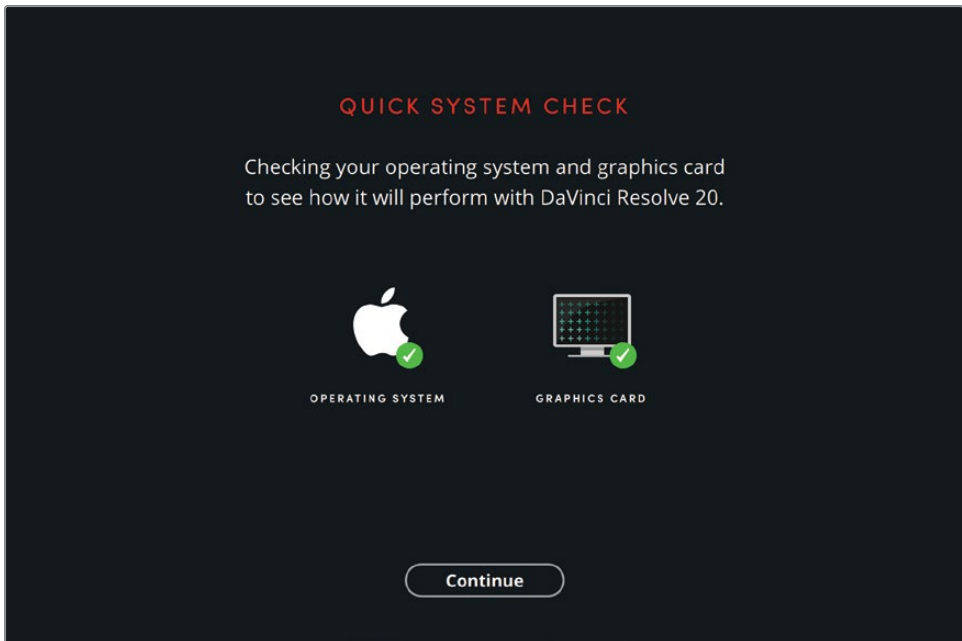 QUICK SYSTEM CHECK
Checking your operating system and graphics card
to see how it will perform with DaVinci Resolve 20.
OPERATING SYSTEM
GRAPHICS CARD
Continue